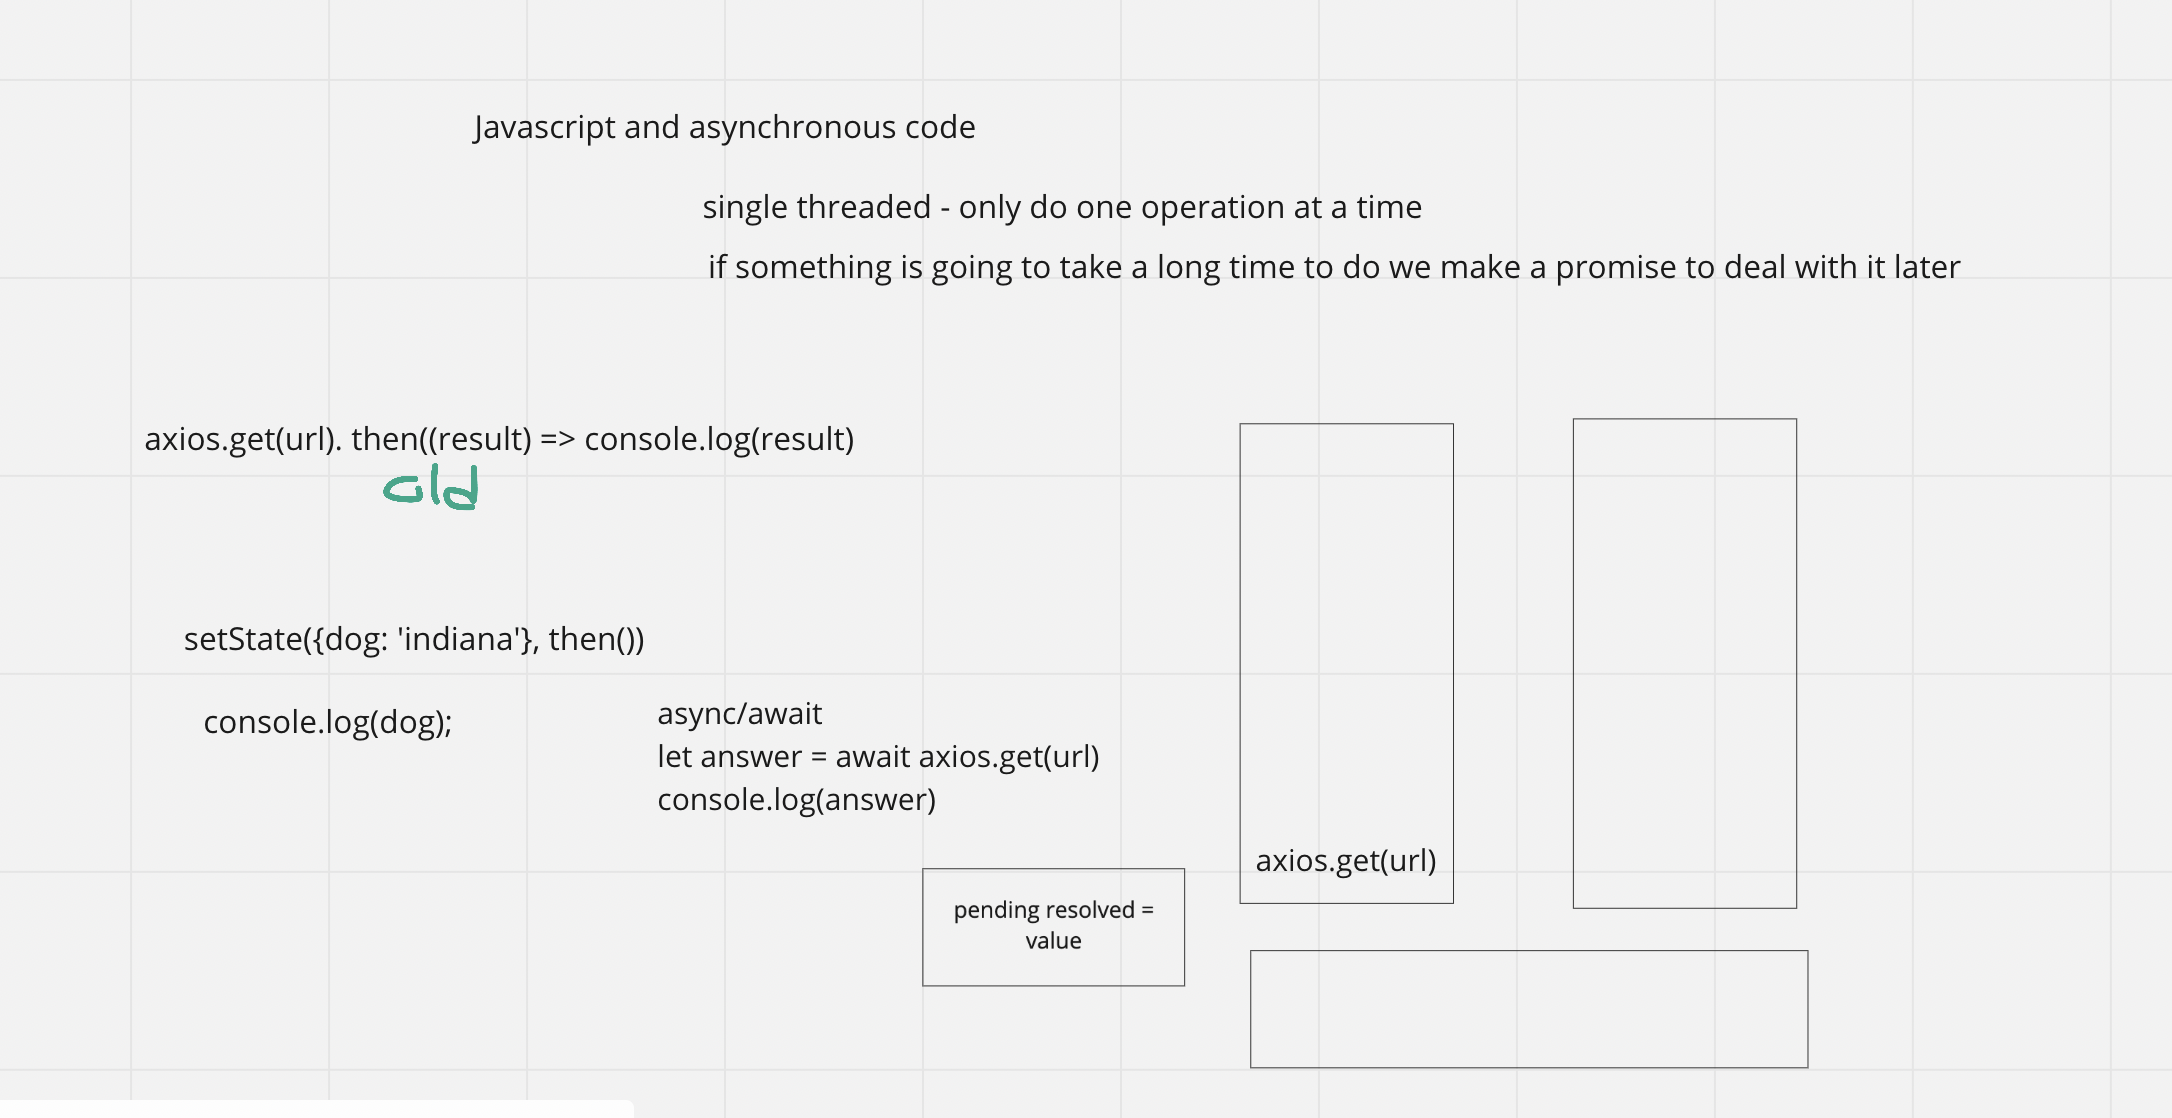 Javascript and asynchronous code
single threaded - only do one operation at a time
if something is going to take a long time to do we make a promise to deal with it later
axios.get(url). then((result) => console.log(result)
old
setState({dog: 'indiana'}, then())
console.log(dog);
async/await
let answer = await axios.get(url)
console.log(answer)
axios.get(url)
pending resolved =
value